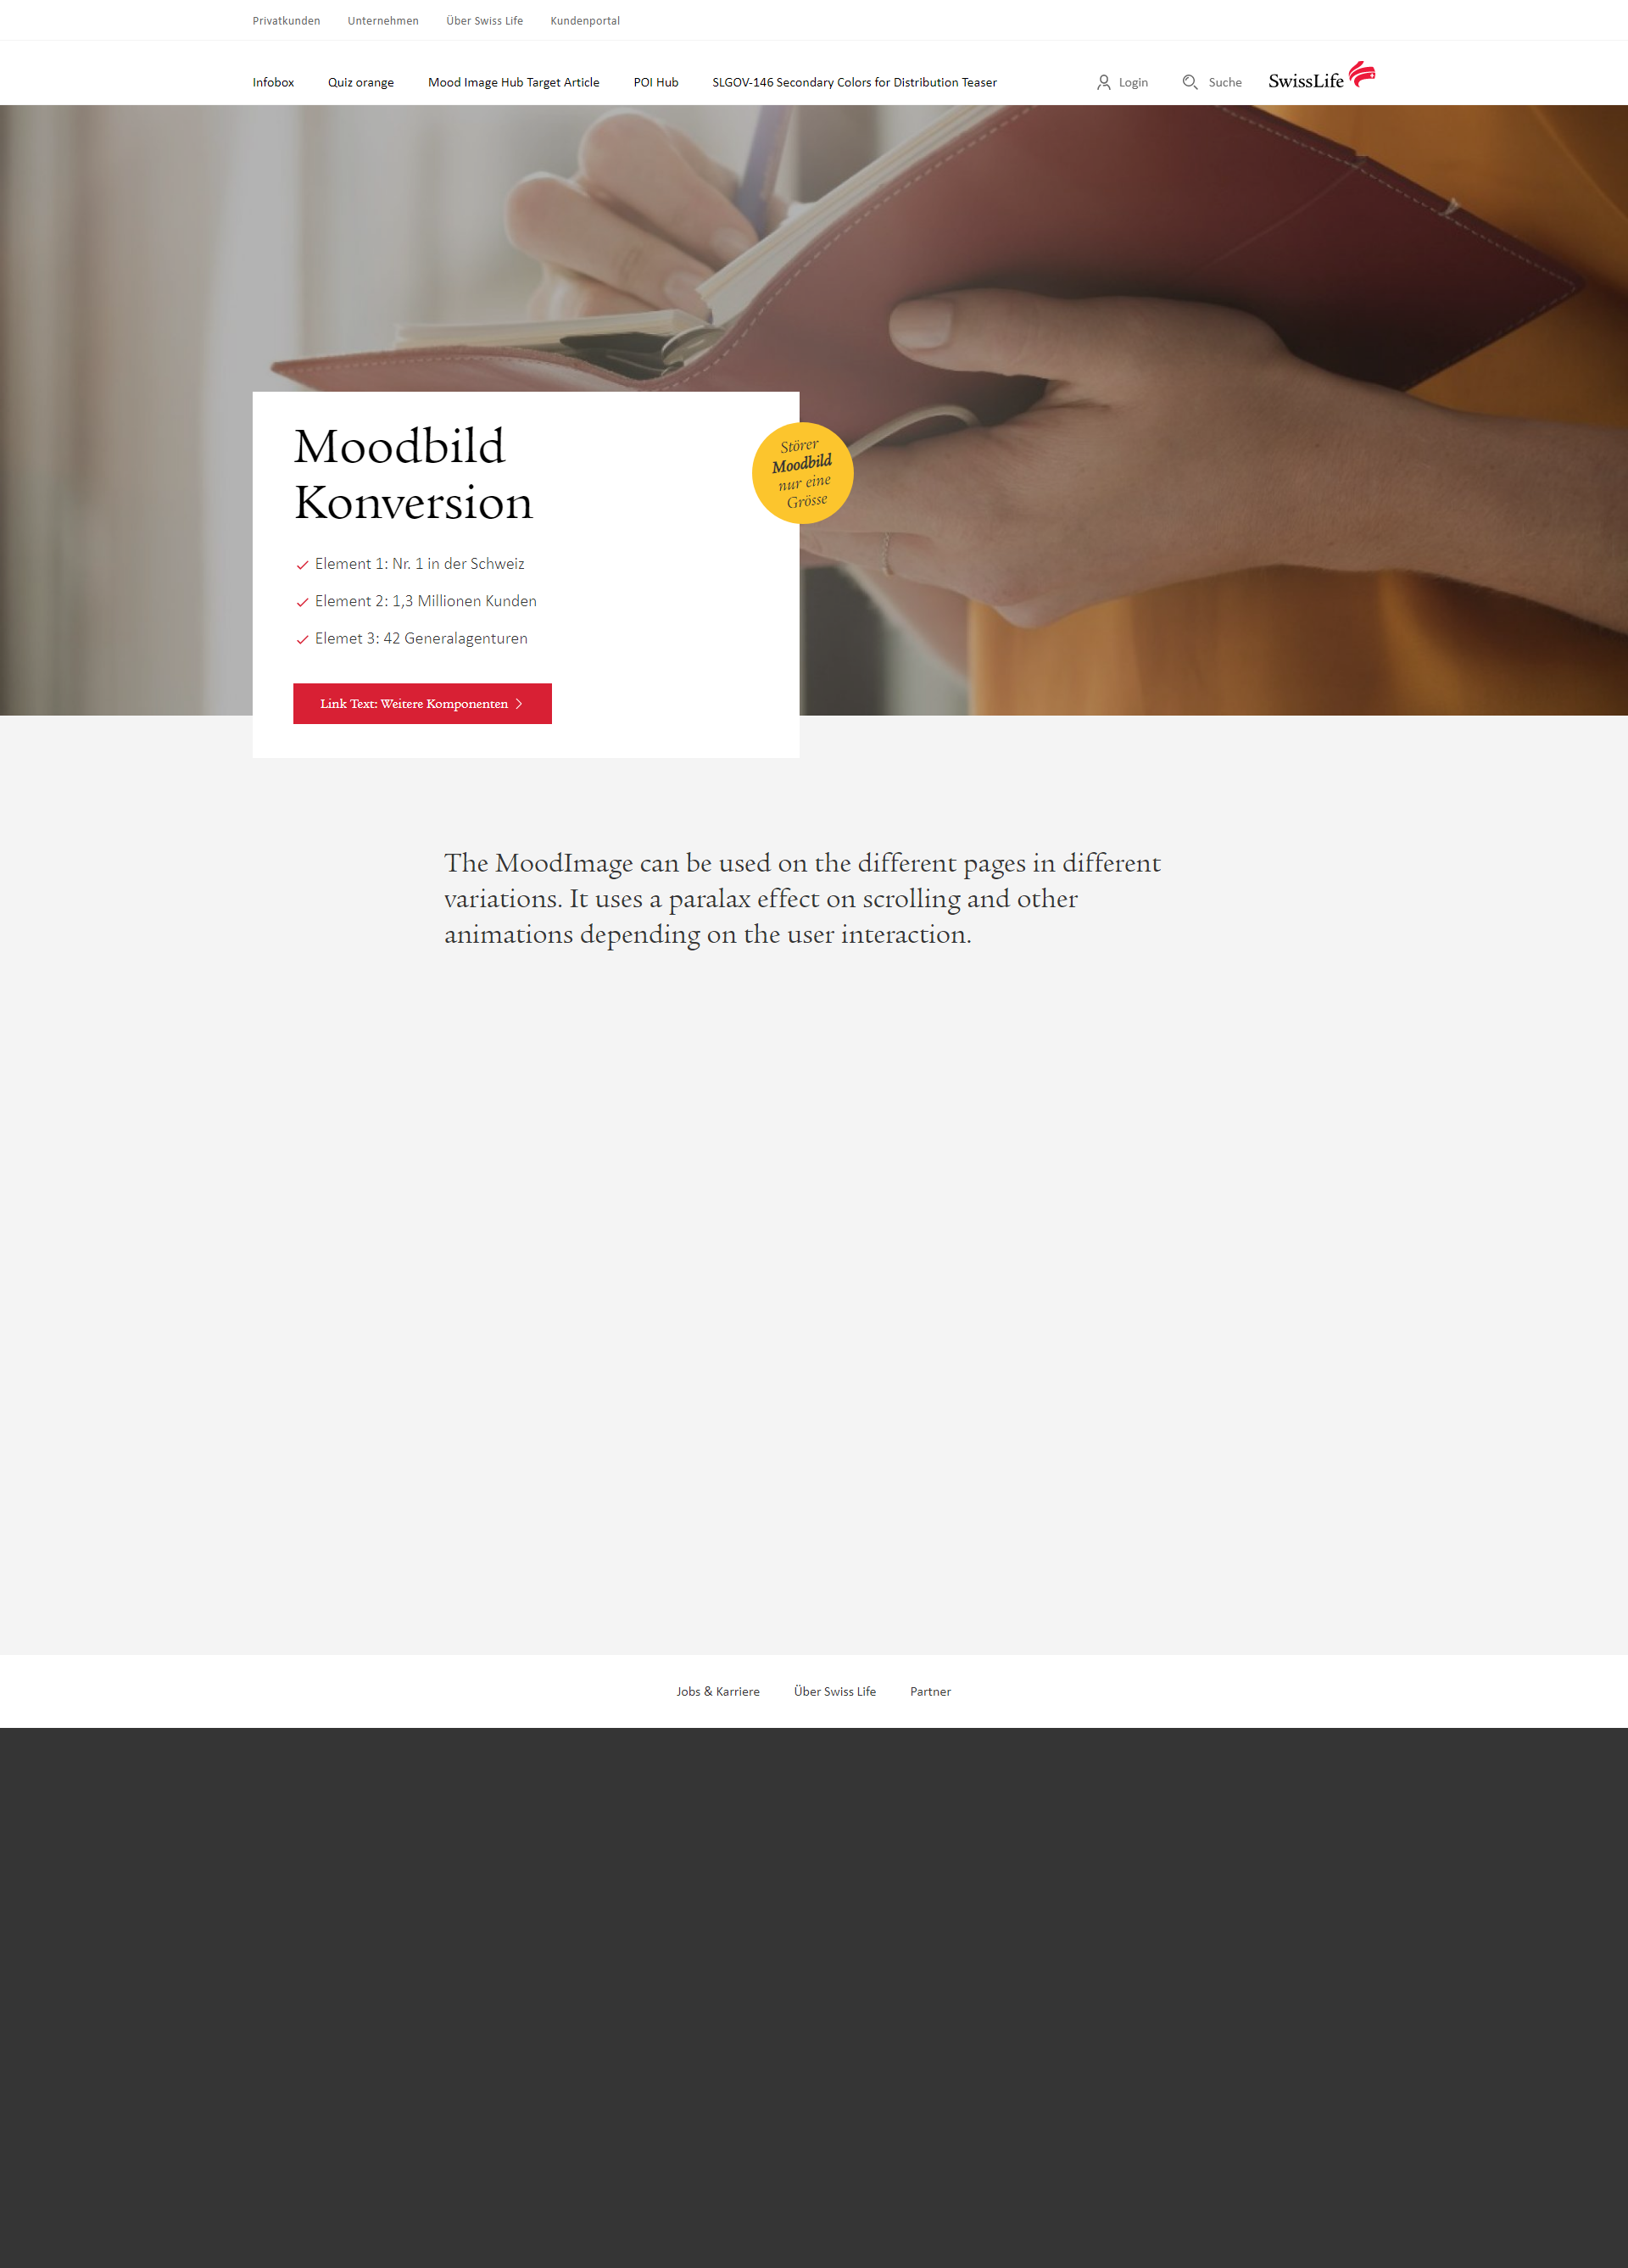 Privatkunden Unternehmen Über Swiss Life Kundenportal
Infobox Quiz orange Mood Image Hub Target Article POI Hub SLGOV-146 Secondary Colors for Distribution Teaser Login Suche SwissLife
Moodbild
Konversion
Störer
Moodbild
nur eine
Grösse
Element 1: Nr. 1 in der Schweiz
Element 2: 1,3 Millionen Kunden
Elemet 3: 42 Generalagenturen
Link Text: Weitere Komponenten
The MoodImage can be used on the different pages in different
variations. It uses a paralax effect on scrolling and other
animations depending on the user interaction.
Jobs & Karriere Über Swiss Life Partner